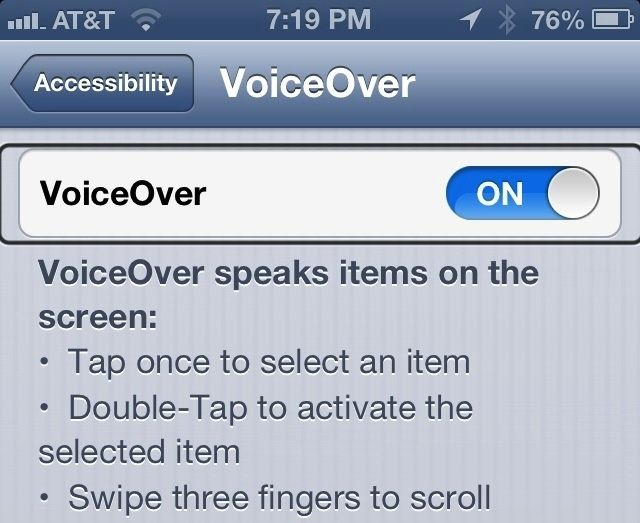 AT&T 7:19 PM 76%
Accessibility VoiceOver
VoiceOver ON
VoiceOver speaks items on the
screen:
• Tap once to select an item
• Double-Tap to activate the
selected item
• Swipe three fingers to scroll